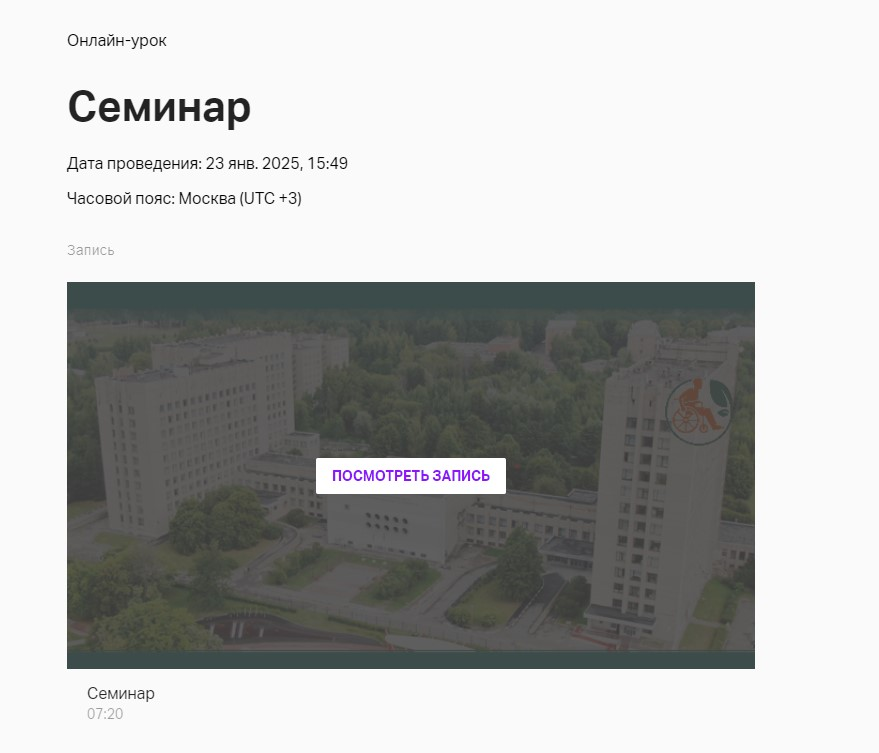 Онлайн-урок
Семинар
Дата проведения: 23 янв. 2025, 15:49
Часовой пояс: Москва (UTC +3)
Запись
ПОСМОТРЕТЬ ЗАПИСЬ
Семинар
07:20